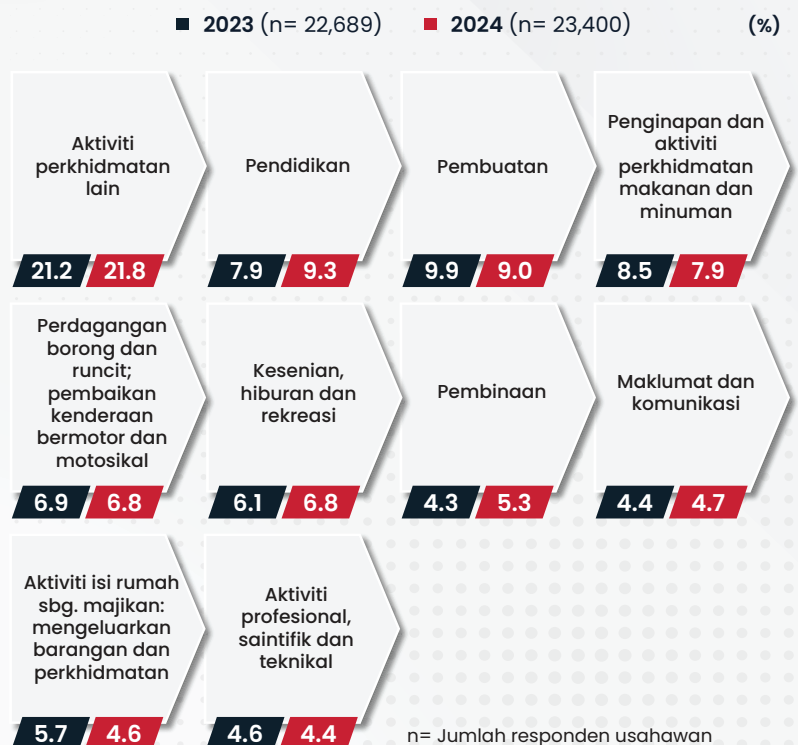 2023 (n= 22,689) 2024 (n= 23,400) (%)
Aktiviti
perkhidmatan
lain
21.2 21.8
Pendidikan
7.9 9.3
Pembuatan
9.9 9.0
Penginapan dan
aktiviti
perkhidmatan
makanan dan
minuman
8.5 7.9
Perdagangan
borong dan
runcit;
pembaikan
kenderaan
bermotor dan
motosikal
6.9 6.8
Kesenian,
hiburan dan
rekreasi
6.1 6.8
Pembinaan
4.3 5.3
Maklumat dan
komunikasi
4.4 4.7
Aktiviti isi rumah
sbg. majikan:
mengeluarkan
barangan dan
perkhidmatan
5.7 4.6
Aktiviti
profesional,
saintifik dan
teknikal
4.6 4.4
n= Jumlah responden usahawan